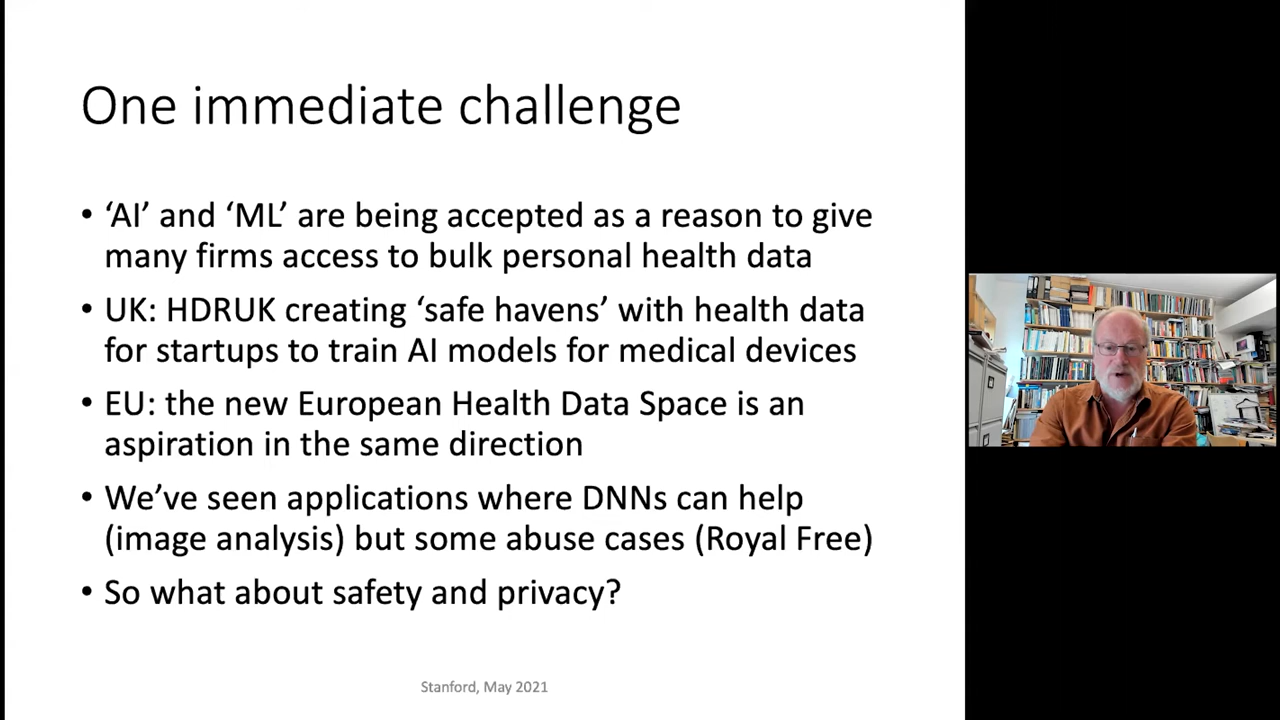 One immediate challenge
• ‘AI’ and ‘ML’ are being accepted as a reason to give
many firms access to bulk personal health data
• UK: HDRUK creating ‘safe havens’ with health data
for startups to train AI models for medical devices
• EU: the new European Health Data Space is an
aspiration in the same direction
• We’ve seen applications where DNNs can help
(image analysis) but some abuse cases (Royal Free)
• So what about safety and privacy?
Stanford, May 2021